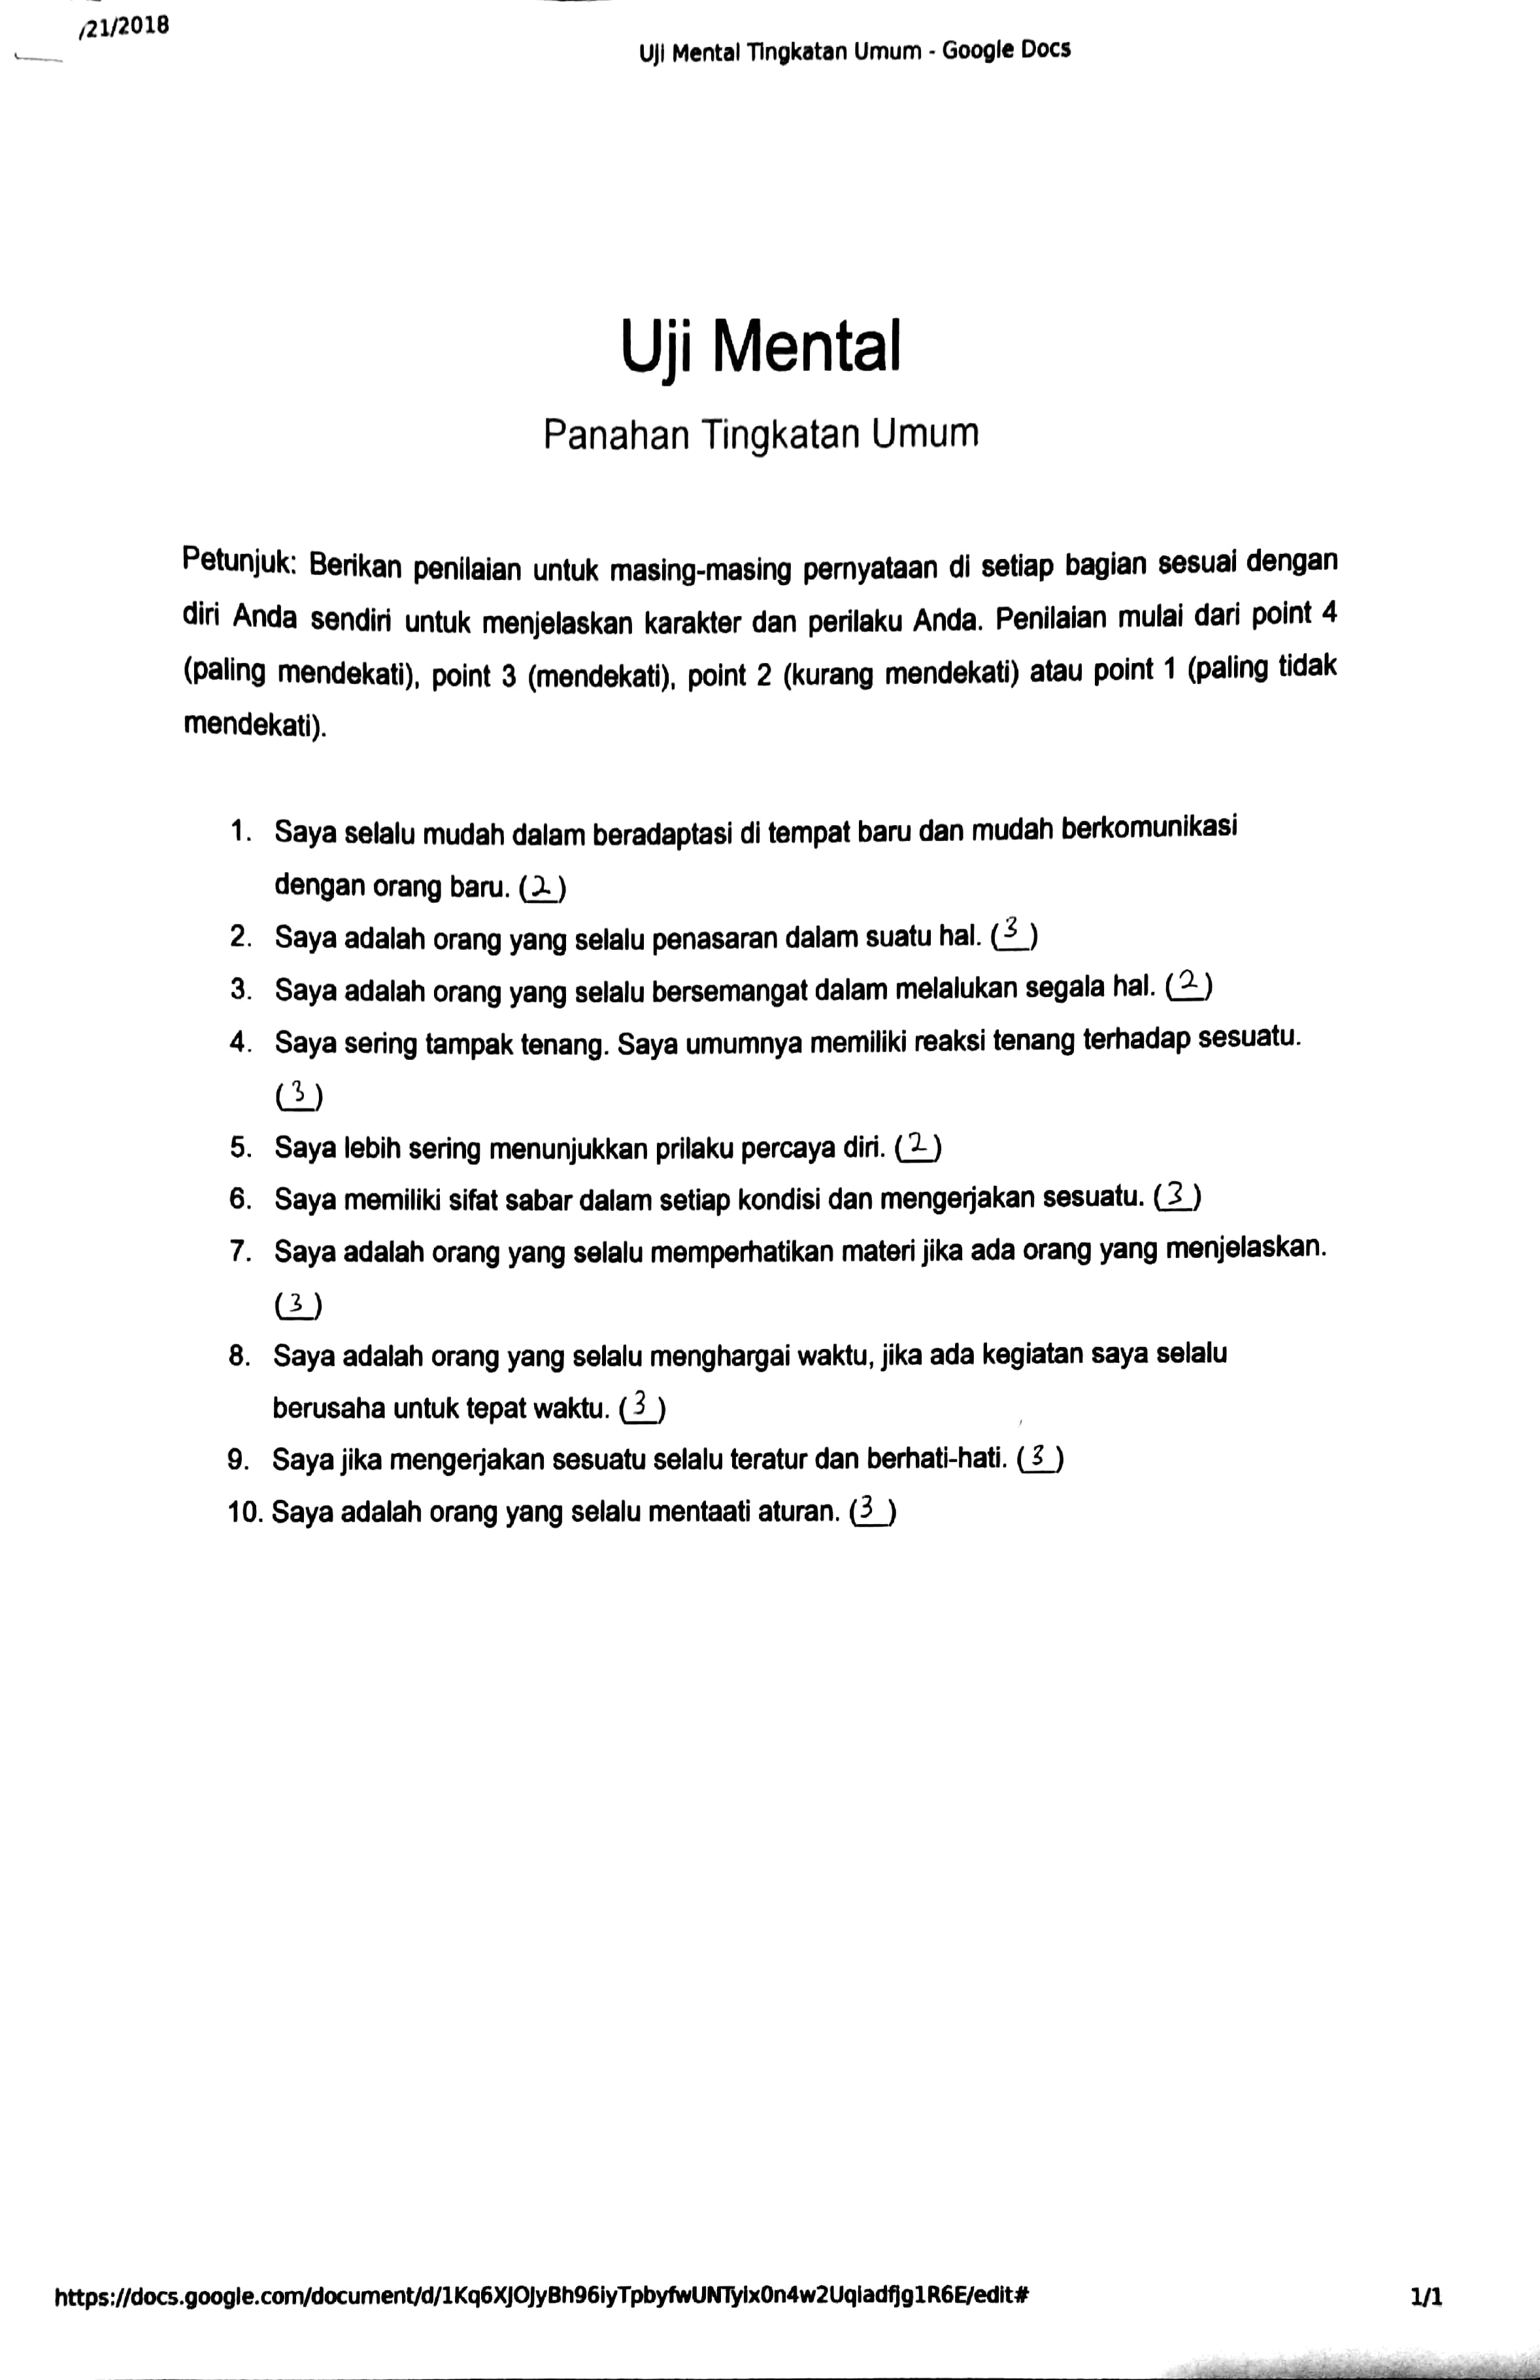 /21/2018
Uji Mental Tingkatan Umum - Google Docs
Uji Mental
Panahan Tingkatan Umum
Petunjuk: Berikan penilaian untuk masing-masing pernyataan di setiap bagian sesuai dengan
diri Anda sendiri untuk menjelaskan karakter dan perilaku Anda. Penilaian mulai dari point 4
(paling mendekati), point 3 (mendekati), point 2 (kurang mendekati) atau point 1 (paling tidak
mendekati).
1. Saya selalu mudah dalam beradaptasi di tempat baru dan mudah berkomunikasi
dengan orang baru. (2)
2. Saya adalah orang yang selalu penasaran dalam suatu hal. (3)
3. Saya adalah orang yang selalu bersemangat dalam melalukan segala hal. (2)
4. Saya sering tampak tenang. Saya umumnya memiliki reaksi tenang terhadap sesuatu.
(3)
5. Saya lebih sering menunjukkan prilaku percaya diri. (2)
6. Saya memiliki sifat sabar dalam setiap kondisi dan mengerjakan sesuatu. (3)
7. Saya adalah orang yang selalu memperhatikan materi jika ada orang yang menjelaskan.
(3)
8. Saya adalah orang yang selalu menghargai waktu, jika ada kegiatan saya selalu
berusaha untuk tepat waktu. (3)
9. Saya jika mengerjakan sesuatu selalu teratur dan berhati-hati. (3)
10. Saya adalah orang yang selalu mentaati aturan. (3)
https://docs.google.com/document/d/1Kq6XJOJyBh96iyTpbyfwUNTyIx0n4w2Uqiadfjg1R6E/edit#
1/1